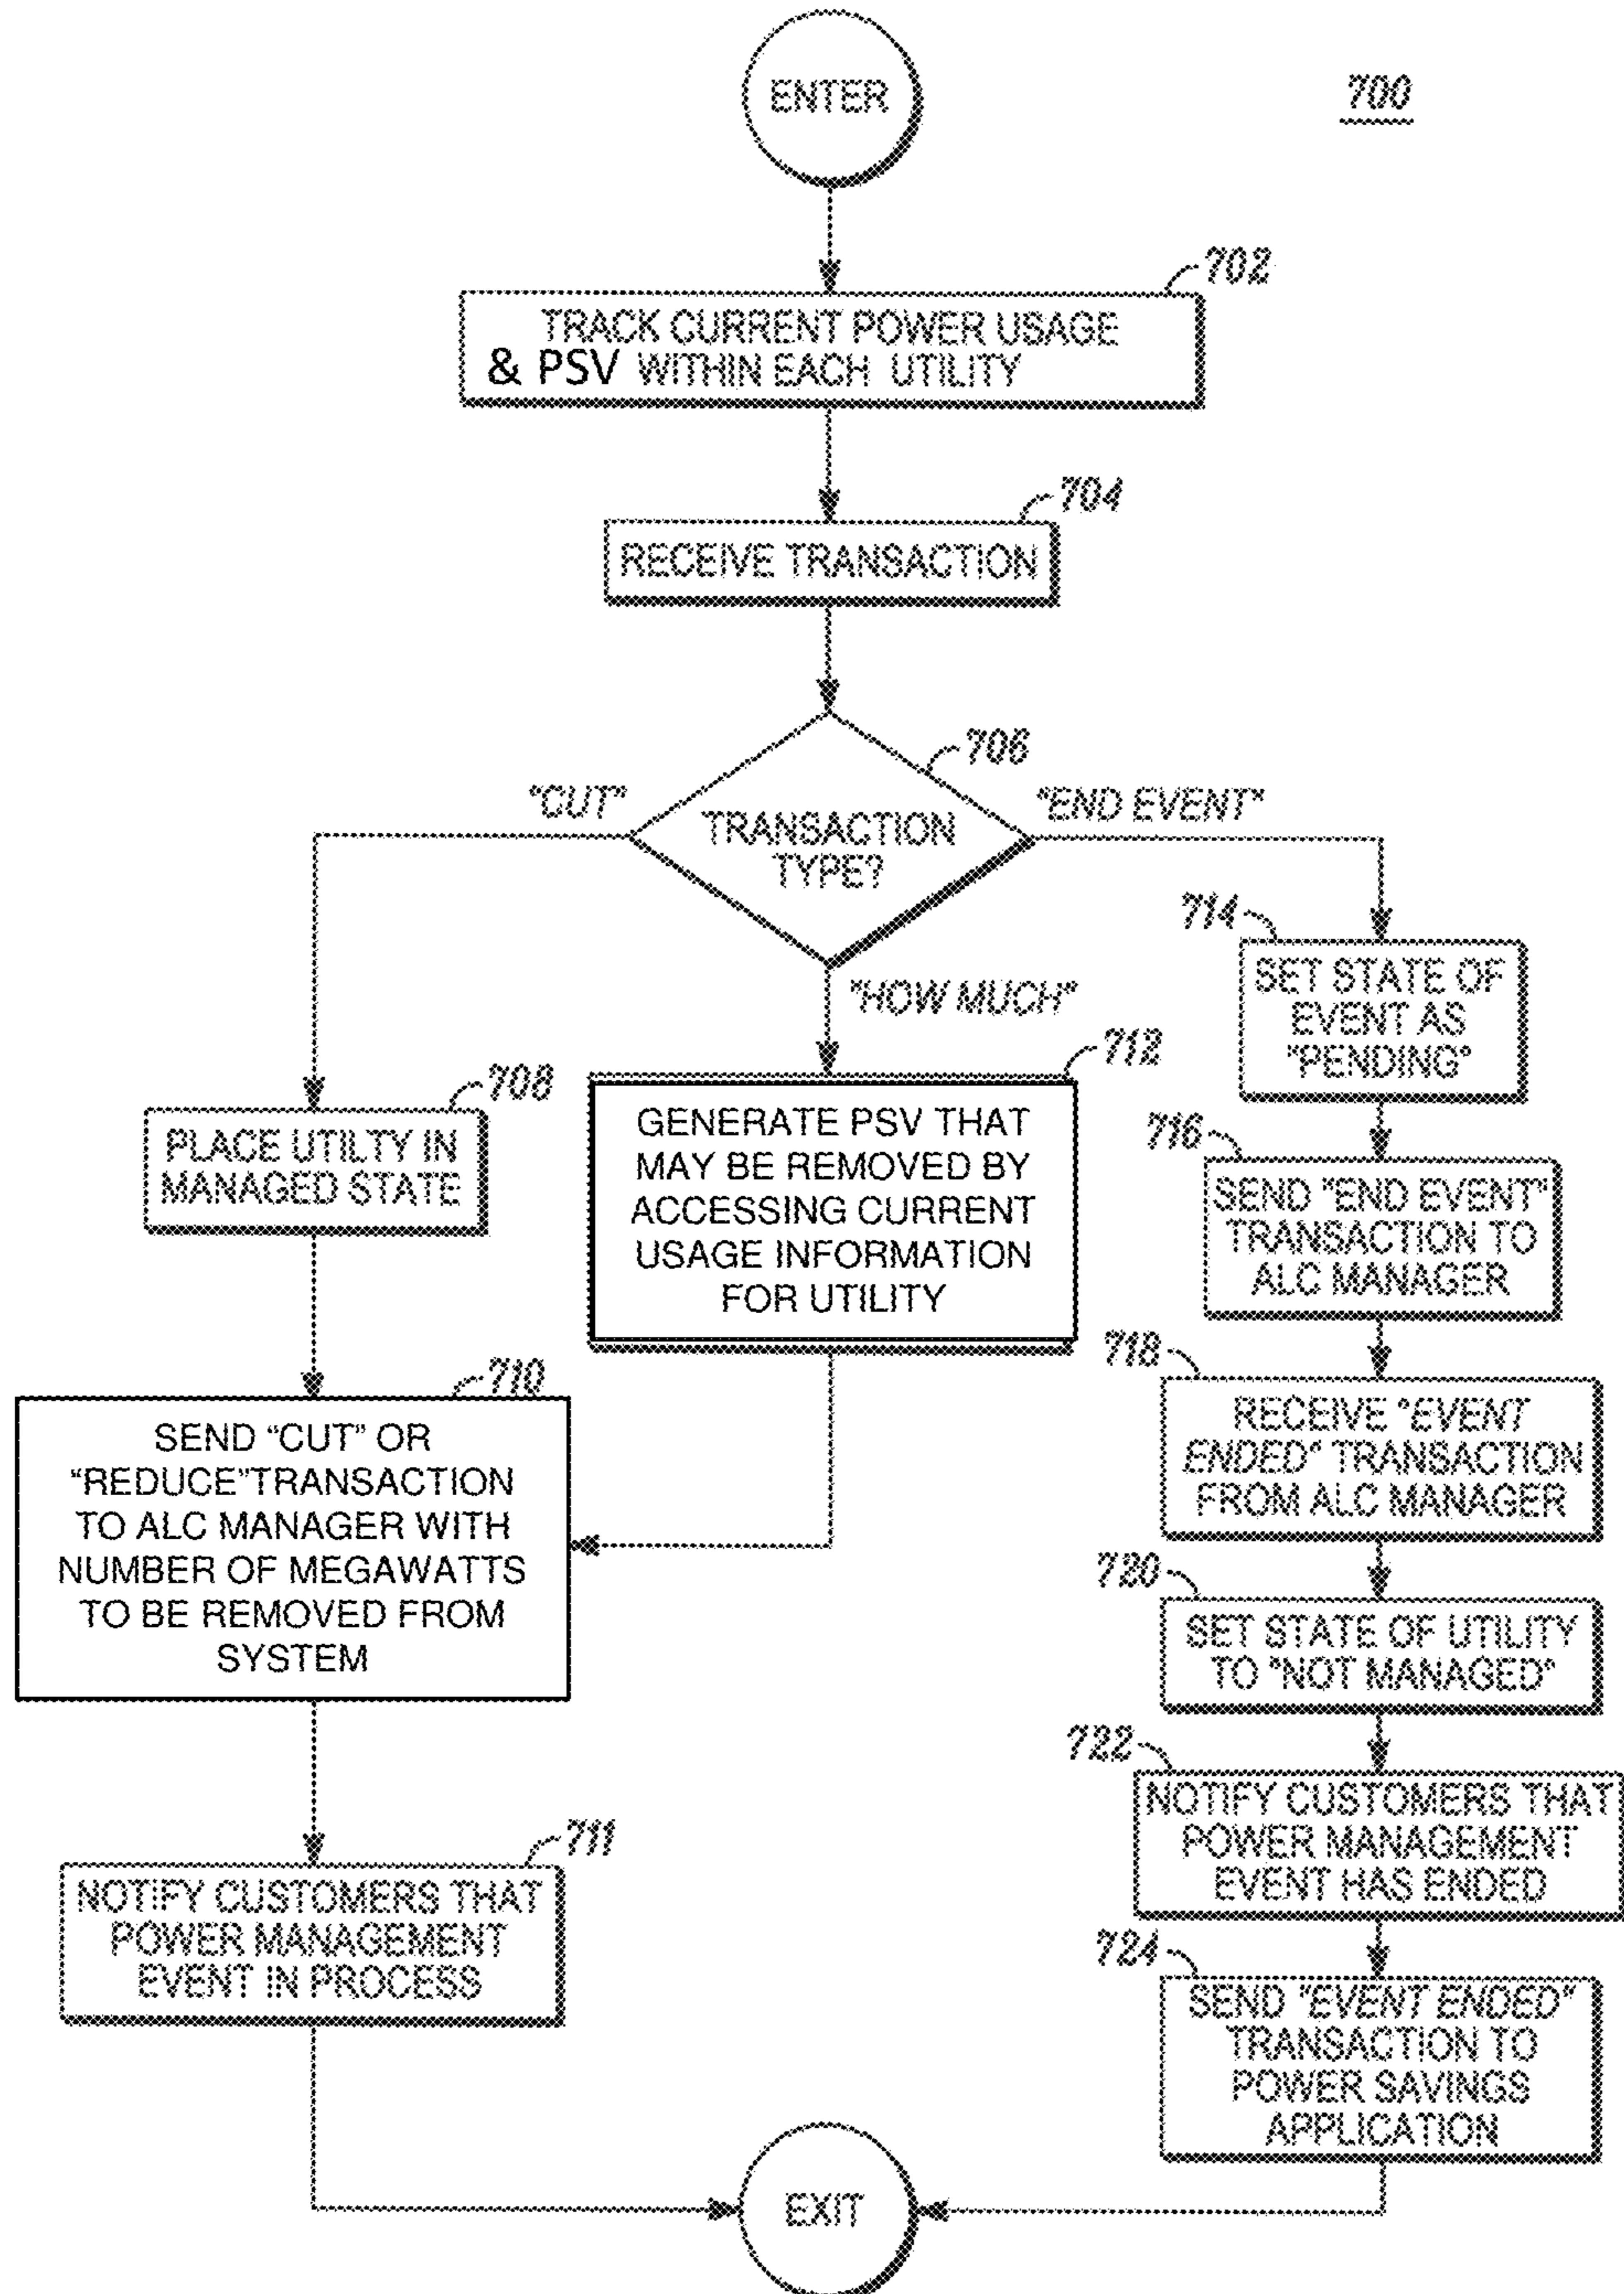 ENTER
700
702
TRACK CURRENT POWER USAGE
& PSV WITHIN EACH UTILITY
704
RECEIVE TRANSACTION
706
"CUT"
"END EVENT"
TRANSACTION
TYPE?
"HOW MUCH"
708
PLACE UTILTY IN
MANAGED STATE
712
GENERATE PSV THAT
MAY BE REMOVED BY
ACCESSING CURRENT
USAGE INFORMATION
FOR UTILITY
710
SEND "CUT" OR
"REDUCE"TRANSACTION
TO ALC MANAGER WITH
NUMBER OF MEGAWATTS
TO BE REMOVED FROM
SYSTEM
711
NOTIFY CUSTOMERS THAT
POWER MANAGEMENT
EVENT IN PROCESS
714
SET STATE OF
EVENT AS
"PENDING"
716
SEND "END EVENT"
TRANSACTION TO
ALC MANAGER
718
RECEIVE "EVENT
ENDED" TRANSACTION
FROM ALC MANAGER
720
SET STATE OF UTILITY
TO "NOT MANAGED"
722
NOTIFY CUSTOMERS THAT
POWER MANAGEMENT
EVENT HAS ENDED
724
SEND "EVENT ENDED"
TRANSACTION TO
POWER SAVINGS
APPLICATION
EXIT